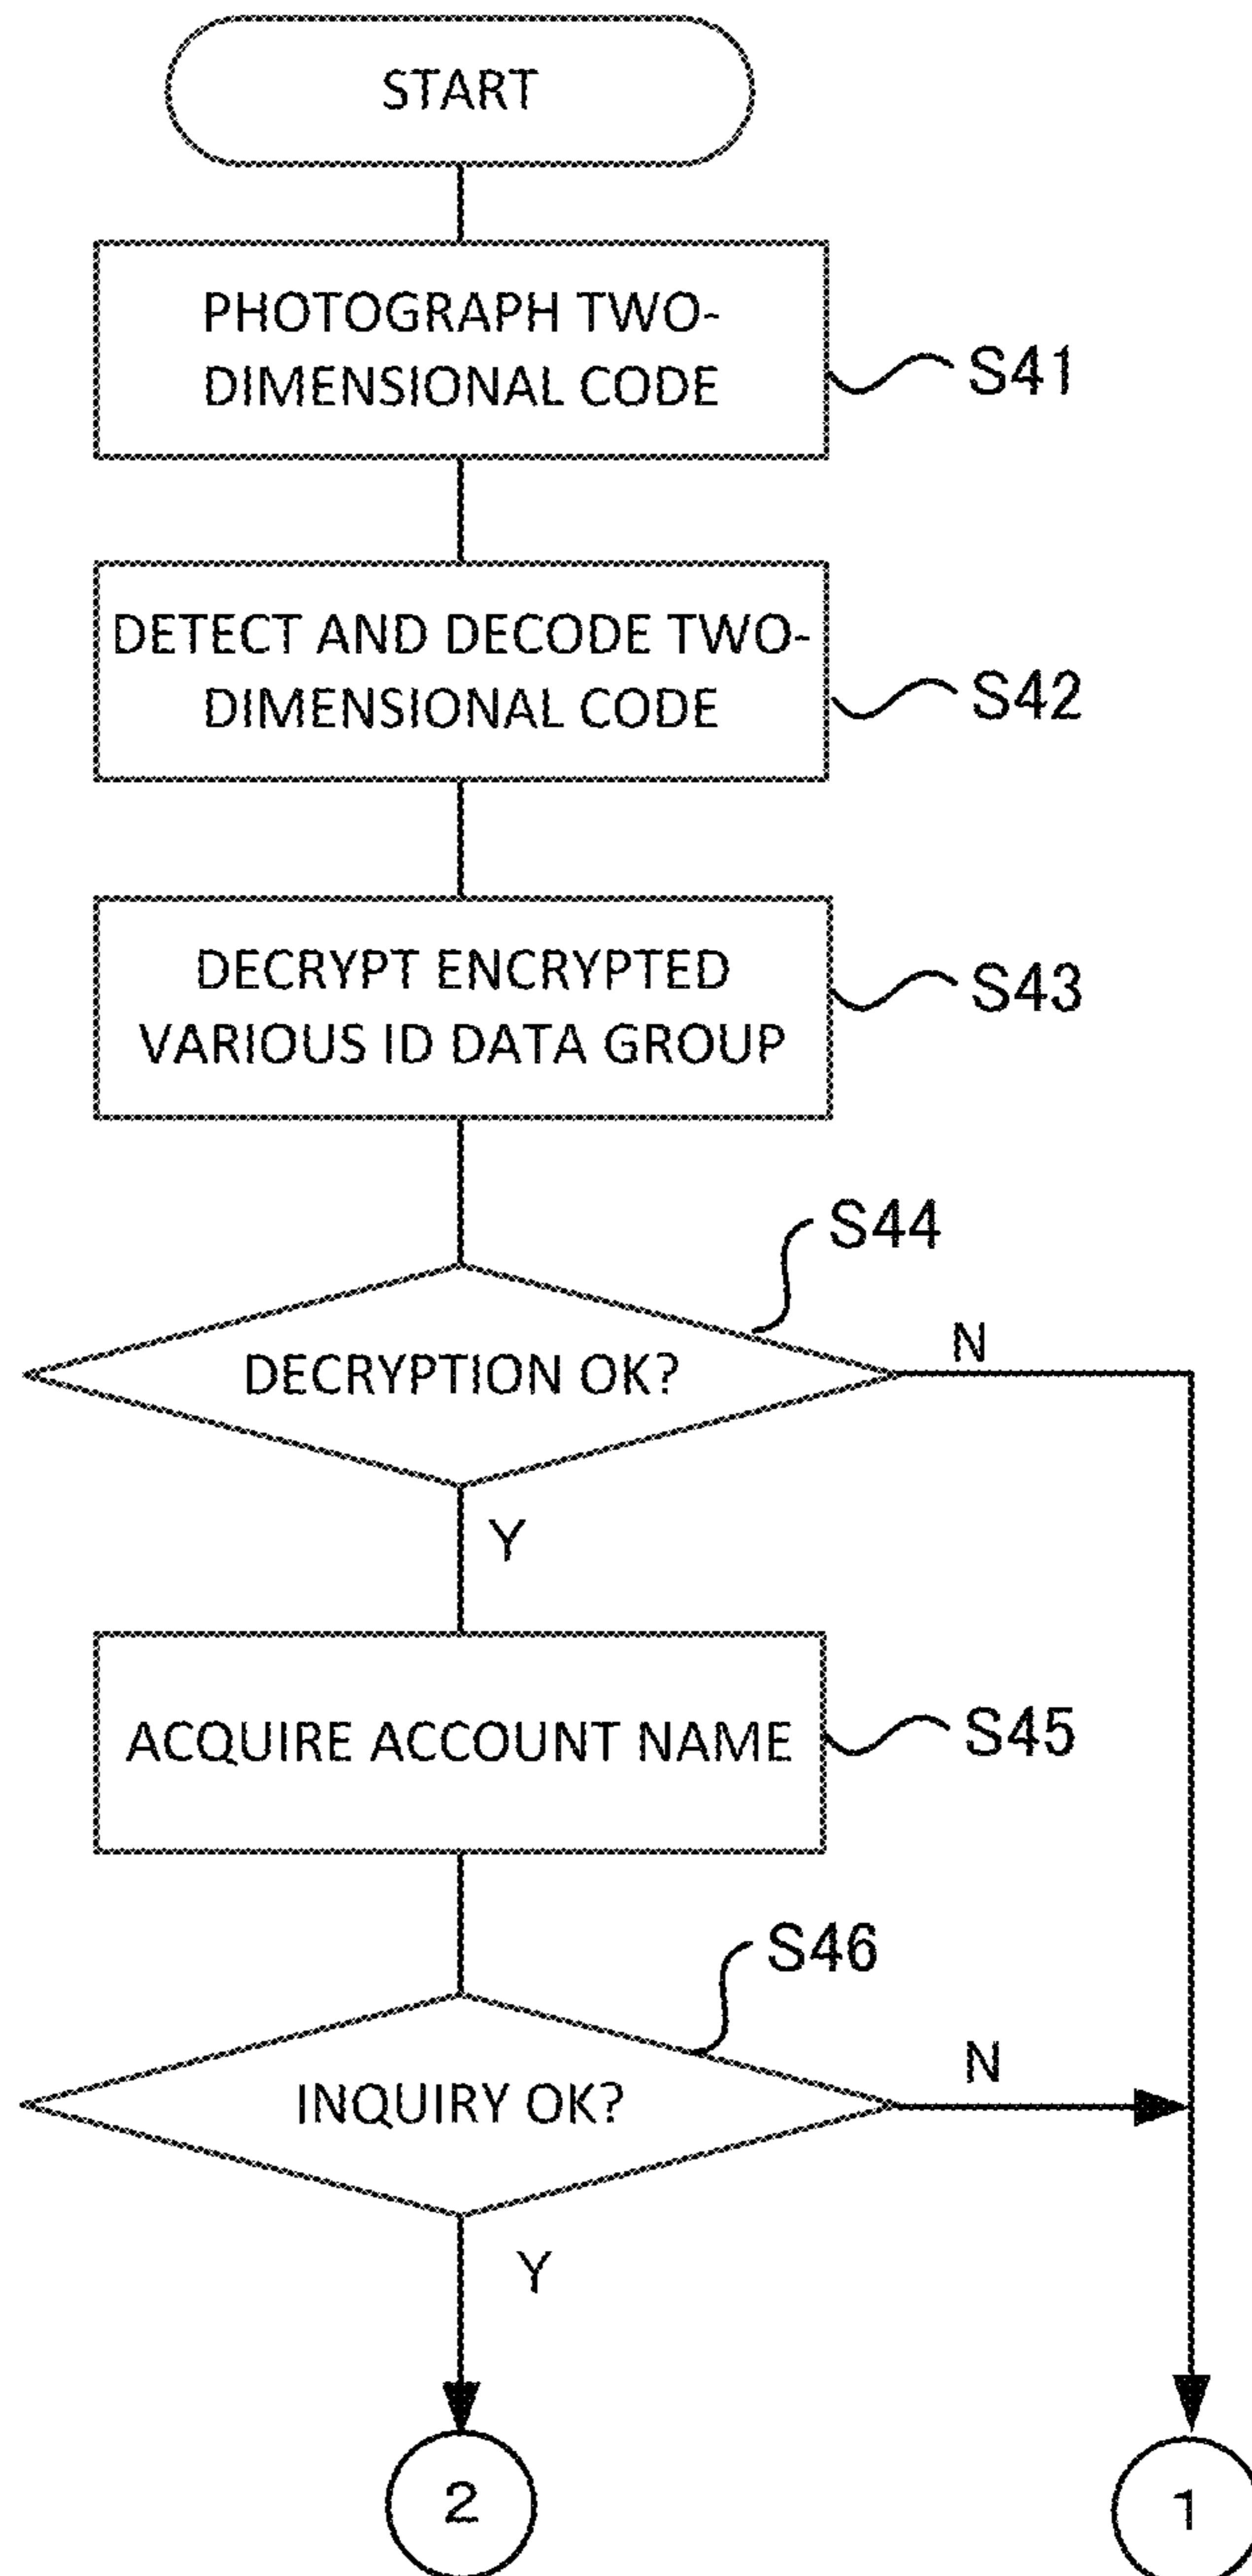 START
PHOTOGRAPH TWO-
DIMENSIONAL CODE
S41
DETECT AND DECODE TWO-
DIMENSIONAL CODE
S42
DECRYPT ENCRYPTED
VARIOUS ID DATA GROUP
S43
S44
DECRYPTION OK?
N
Y
ACQUIRE ACCOUNT NAME
S45
S46
INQUIRY OK?
N
Y
2
1